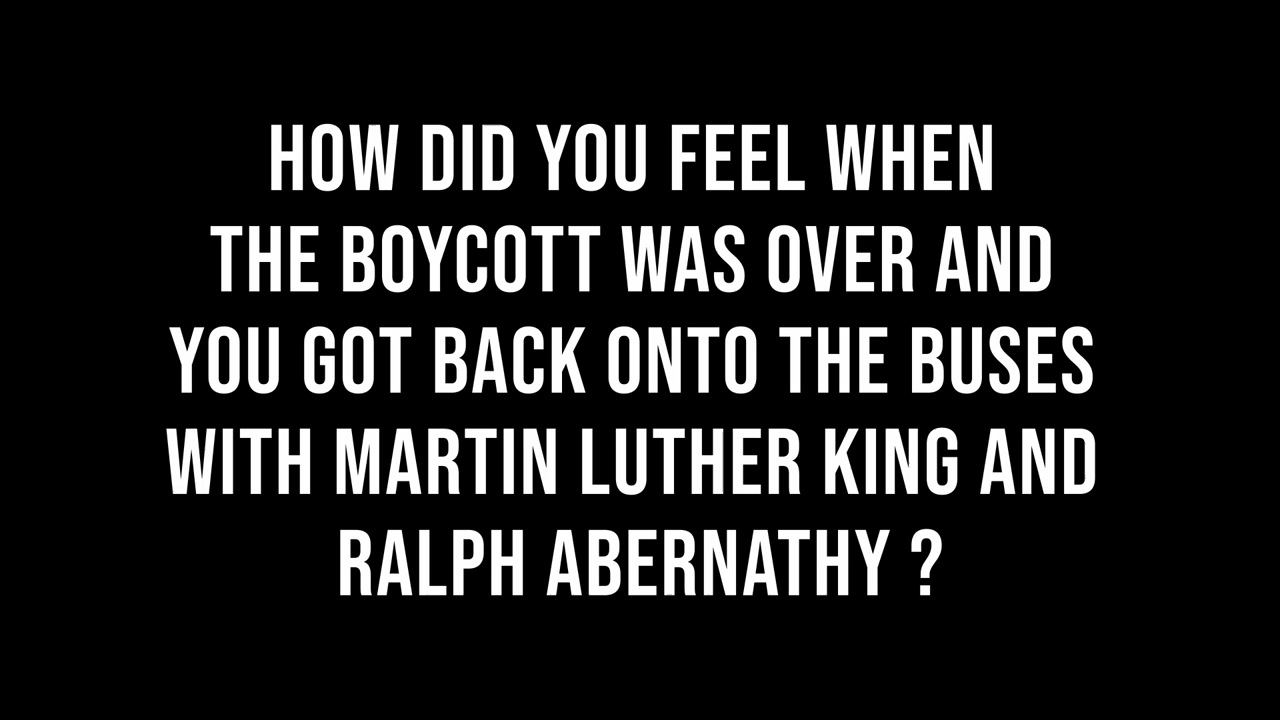 HOW DID YOU FEEL WHEN
THE BOYCOTT WAS OVER AND
YOU GOT BACK ONTO THE BUSES
WITH MARTIN LUTHER KING AND
RALPH ABERNATHY ?